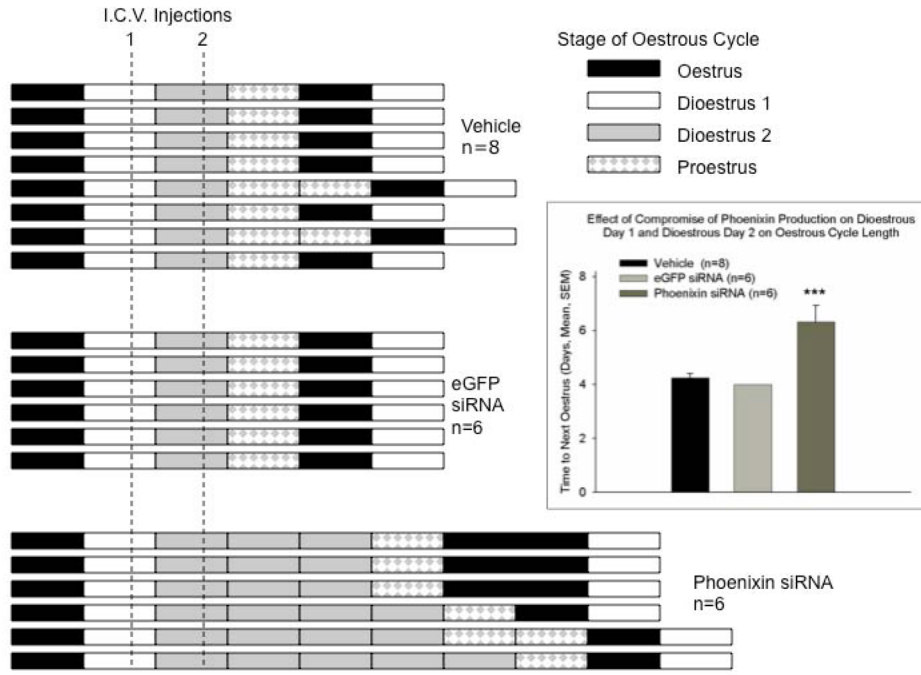 I.C.V. Injections
1
2
Stage of Oestrous Cycle
Oestrus
Dioestrus 1
Dioestrus 2
Proestrus
Vehicle
n=8
Effect of Compromise of Phoenixin Production on Dioestrous
Day 1 and Dioestrous Day 2 on Oestrous Cycle Length
Vehicle (n=8)
eGFP siRNA (n=6)
Phoenixin siRNA (n=6)
***
8
6
4
2
0
Time to Next Oestrus (Days, Mean, SEM)
eGFP
siRNA
n=6
Phoenixin siRNA
n=6